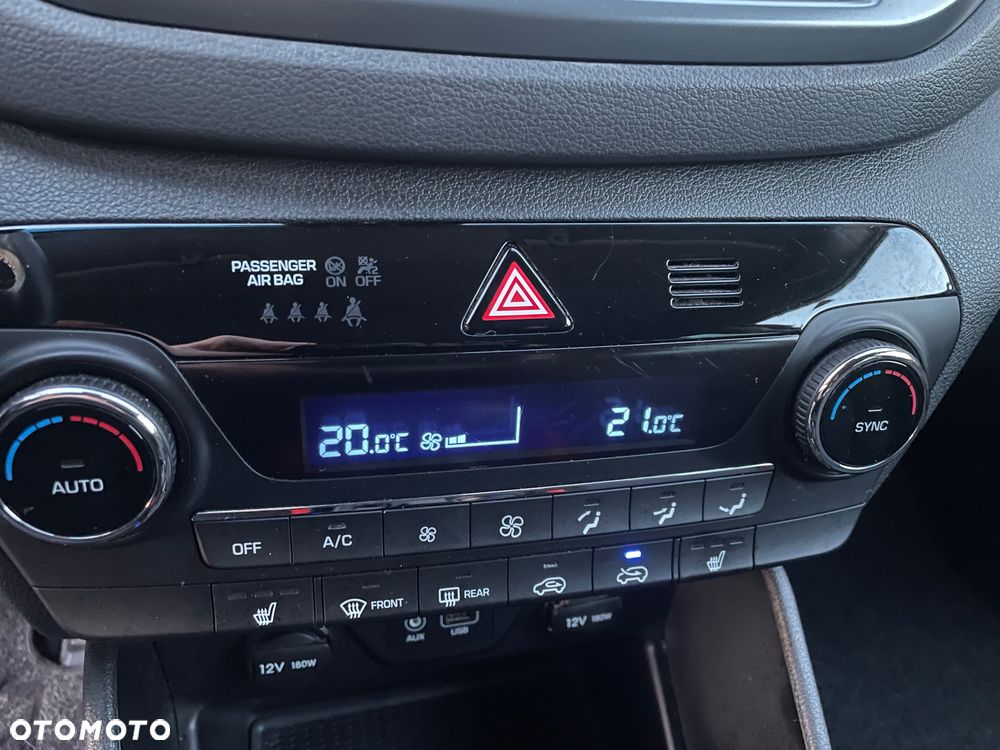 PASSENGER
AIR BAG
ON OFF
20.0°C
21.0°C
AUTO
SYNC
OFF
A/C
FRONT
REAR
AUX
USB
12V 180W
12V 180W
OTOMOTO